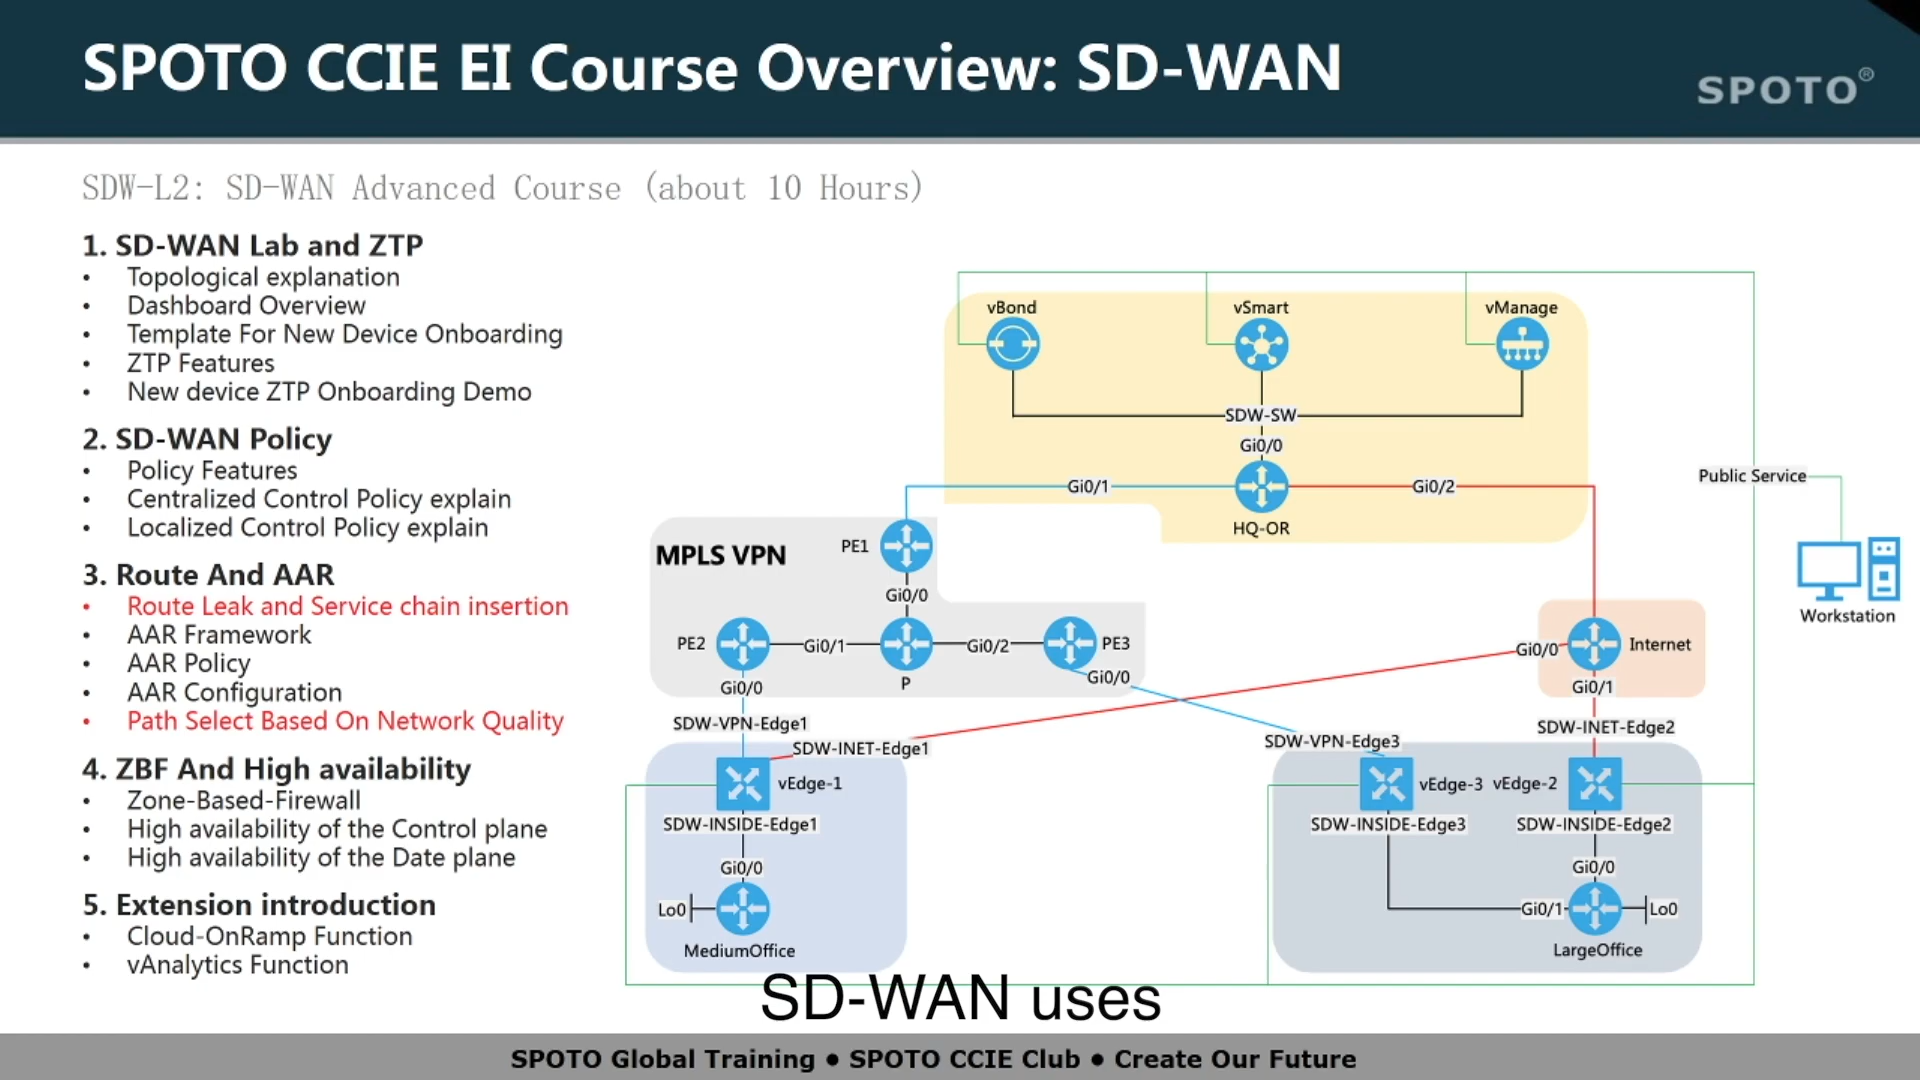 SPOTO CCIE EI Course Overview: SD-WAN
SPOTO®
SDW-L2: SD-WAN Advanced Course (about 10 Hours)
1. SD-WAN Lab and ZTP
• Topological explanation
• Dashboard Overview
• Template For New Device Onboarding
• ZTP Features
• New device ZTP Onboarding Demo
2. SD-WAN Policy
• Policy Features
• Centralized Control Policy explain
• Localized Control Policy explain
3. Route And AAR
• Route Leak and Service chain insertion
• AAR Framework
• AAR Policy
• AAR Configuration
• Path Select Based On Network Quality
4. ZBF And High availability
• Zone-Based-Firewall
• High availability of the Control plane
• High availability of the Date plane
5. Extension introduction
• Cloud-OnRamp Function
• vAnalytics Function
vBond
vSmart
vManage
SDW-SW
Gi0/0
Gi0/1
Gi0/2
HQ-OR
Public Service
Workstation
MPLS VPN
PE1
Gi0/0
PE2
Gi0/1
P
Gi0/2
PE3
Gi0/0
Gi0/0
Gi0/0
Internet
Gi0/1
SDW-VPN-Edge1
SDW-INET-Edge1
SDW-VPN-Edge3
SDW-INET-Edge2
vEdge-1
vEdge-3
vEdge-2
SDW-INSIDE-Edge1
SDW-INSIDE-Edge3
SDW-INSIDE-Edge2
Gi0/0
Gi0/0
Lo0
Gi0/1
Lo0
MediumOffice
LargeOffice
SD-WAN uses
SPOTO Global Training ● SPOTO CCIE Club ● Create Our Future